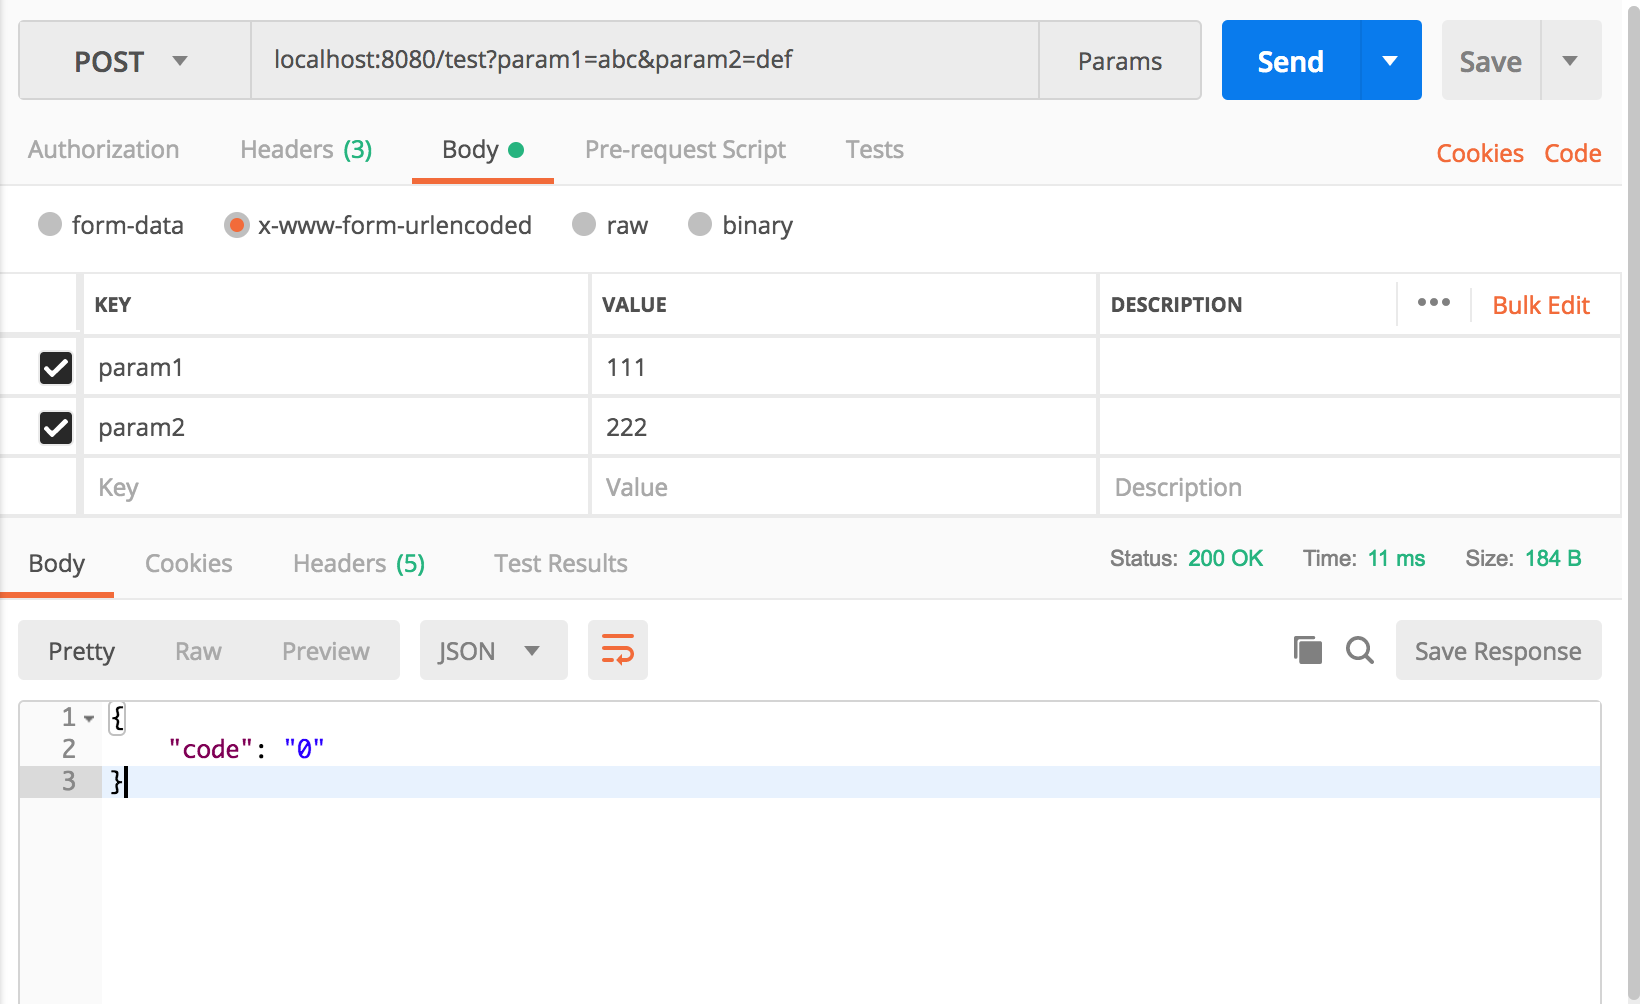 POST localhost:8080/test?param1=abc&param2=def Params Send Save
Authorization Headers (3) Body Pre-request Script Tests Cookies Code
form-data x-www-form-urlencoded raw binary
KEY VALUE DESCRIPTION ••• Bulk Edit
param1 111
param2 222
Key Value Description
Body Cookies Headers (5) Test Results Status: 200 OK Time: 11 ms Size: 184 B
Pretty Raw Preview JSON Save Response
1 {
2 "code": "0"
3 }